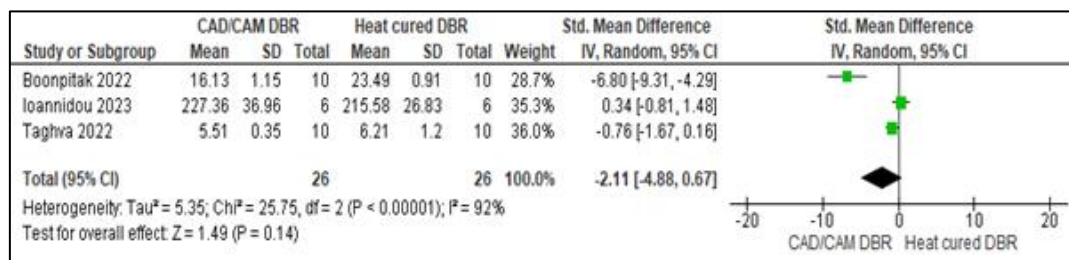 CAD/CAM DBR Heat cured DBR Std. Mean Difference Std. Mean Difference
Study or Subgroup Mean SD Total Mean SD Total Weight IV, Random, 95% CI IV, Random, 95% CI
Boonpitak 2022 16.13 1.15 10 23.49 0.91 10 28.7% -6.80 [-9.31, -4.29]
Ioannidou 2023 227.36 36.96 6 215.58 26.83 6 35.3% 0.34 [-0.81, 1.48]
Taghva 2022 5.51 0.35 10 6.21 1.2 10 36.0% -0.76 [-1.67, 0.16]
Total (95% CI) 26 26 100.0% -2.11 [-4.88, 0.67]
Heterogeneity: Tau² = 5.35; Chi² = 25.75, df = 2 (P < 0.00001); I² = 92%
Test for overall effect: Z = 1.49 (P = 0.14)
-20 -10 0 10 20
CAD/CAM DBR Heat cured DBR